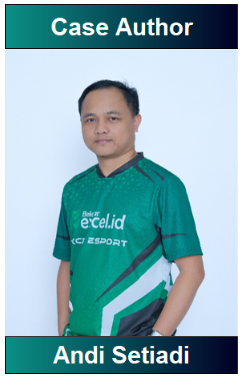 Case Author
Belajar
excel.id
KCI ESPORT
Andi Setiadi